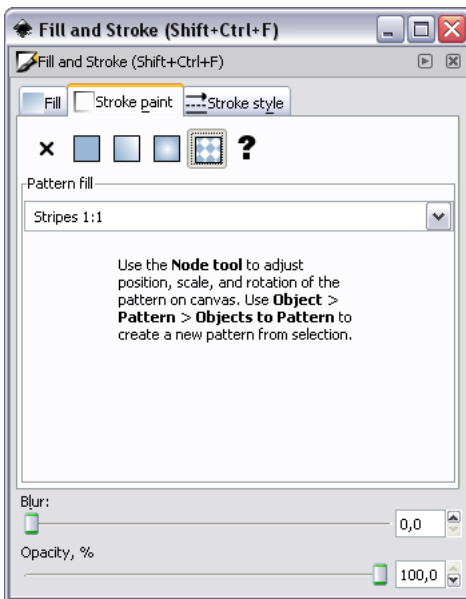 Fill and Stroke (Shift+Ctrl+F)
Fill and Stroke (Shift+Ctrl+F)
Fill Stroke paint Stroke style
?
Pattern fill
Stripes 1:1
Use the Node tool to adjust
position, scale, and rotation of the
pattern on canvas. Use Object >
Pattern > Objects to Pattern to
create a new pattern from selection.
Blur:
0,0
Opacity, %
100,0